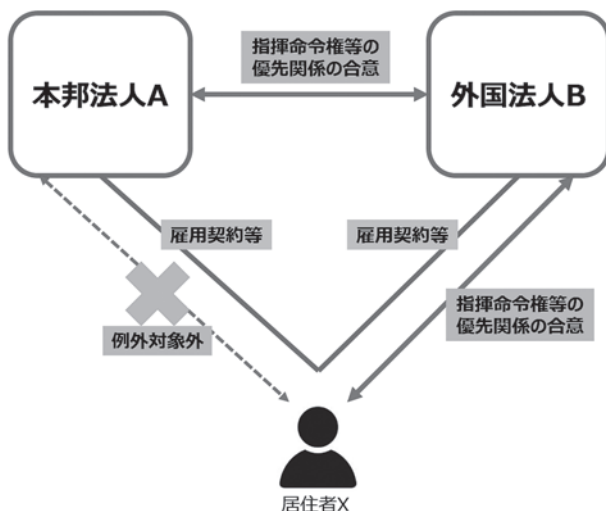 指揮命令権等の
優先関係の合意
本邦法人A
外国法人B
雇用契約等
雇用契約等
指揮命令権等の
優先関係の合意
例外対象外
居住者X